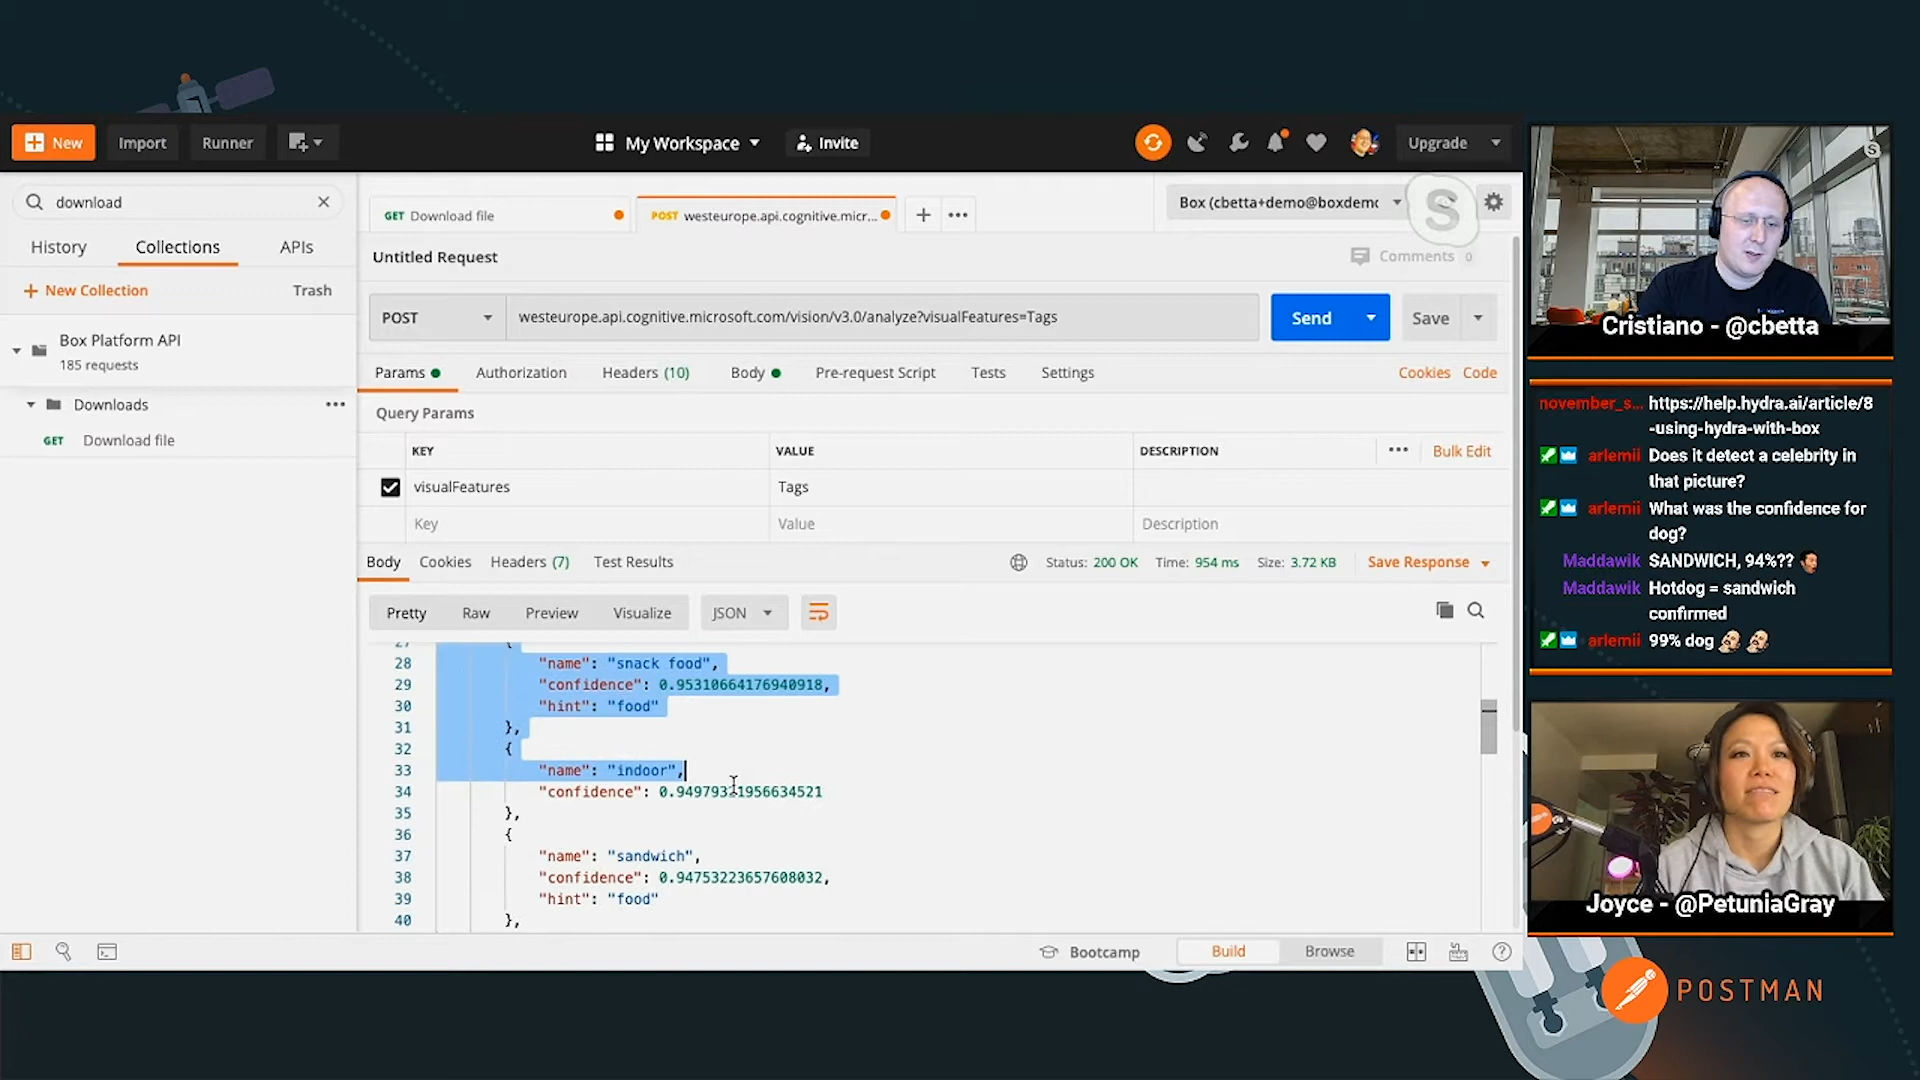 New
Import
Runner
My Workspace
Invite
Upgrade
download
History
Collections
APIs
New Collection
Trash
Box Platform API
185 requests
Downloads
GET Download file
GET Download file
POST westeurope.api.cognitive.micr...
Box (cbetta+demo@boxdemc
S
Untitled Request
Comments 0
POST
westeurope.api.cognitive.microsoft.com/vision/v3.0/analyze?visualFeatures=Tags
Send
Save
Params
Authorization
Headers (10)
Body
Pre-request Script
Tests
Settings
Cookies
Code
Query Params
KEY
VALUE
DESCRIPTION
Bulk Edit
visualFeatures
Tags
Key
Value
Description
Body
Cookies
Headers (7)
Test Results
Status: 200 OK
Time: 954 ms
Size: 3.72 KB
Save Response
Pretty
Raw
Preview
Visualize
JSON
27 {
28 "name": "snack food",
29 "confidence": 0.95310664176940918,
30 "hint": "food"
31 },
32 {
33 "name": "indoor",
34 "confidence": 0.94979321956634521
35 },
36 {
37 "name": "sandwich",
38 "confidence": 0.94753223657608032,
39 "hint": "food"
40 },
Bootcamp
Build
Browse
Cristiano - @cbetta
november_s... https://help.hydra.ai/article/8
-using-hydra-with-box
arlemii Does it detect a celebrity in
that picture?
arlemii What was the confidence for
dog?
Maddawik SANDWICH, 94%??
Maddawik Hotdog = sandwich
confirmed
arlemii 99% dog
Joyce - @PetuniaGray
POSTMAN